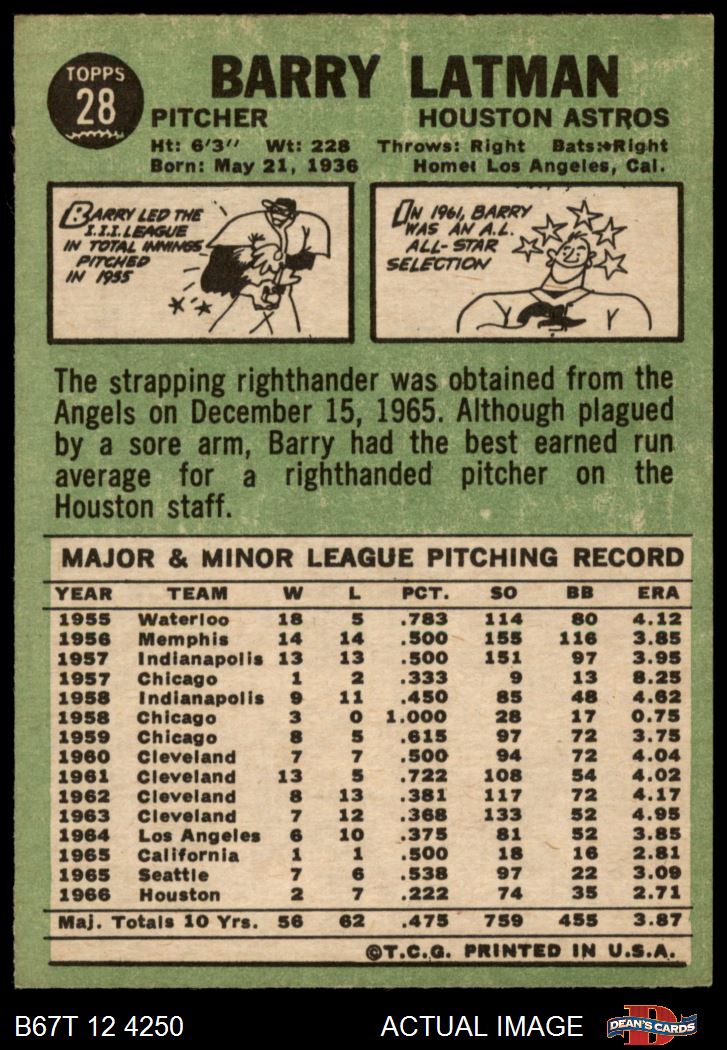 TOPPS
28
BARRY LATMAN
PITCHER HOUSTON ASTROS
Ht: 6'3" Wt: 228 Throws: Right Bats: Right
Born: May 21, 1936 Home: Los Angeles, Cal.
BARRY LED THE
I.I.I. LEAGUE
IN TOTAL INNINGS
PITCHED
IN 1955
IN 1961, BARRY
WAS AN A.L.
ALL-STAR
SELECTION
The strapping righthander was obtained from the
Angels on December 15, 1965. Although plagued
by a sore arm, Barry had the best earned run
average for a righthanded pitcher on the
Houston staff.
MAJOR & MINOR LEAGUE PITCHING RECORD
YEAR TEAM W L PCT. SO BB ERA
1955 Waterloo 18 5 .783 114 80 4.12
1956 Memphis 14 14 .500 155 116 3.85
1957 Indianapolis 13 13 .500 151 97 3.95
1957 Chicago 1 2 .333 9 13 8.25
1958 Indianapolis 9 11 .450 85 48 4.62
1958 Chicago 3 0 1.000 28 17 0.75
1959 Chicago 8 5 .615 97 72 3.75
1960 Cleveland 7 7 .500 94 72 4.04
1961 Cleveland 13 5 .722 108 54 4.02
1962 Cleveland 8 13 .381 117 72 4.17
1963 Cleveland 7 12 .368 133 52 4.95
1964 Los Angeles 6 10 .375 81 52 3.85
1965 California 1 1 .500 18 16 2.81
1965 Seattle 7 6 .538 97 22 3.09
1966 Houston 2 7 .222 74 35 2.71
Maj. Totals 10 Yrs. 56 62 .475 759 455 3.87
©T.C.G. PRINTED IN U.S.A.
B67T 12 4250 ACTUAL IMAGE DEAN'S CARDS